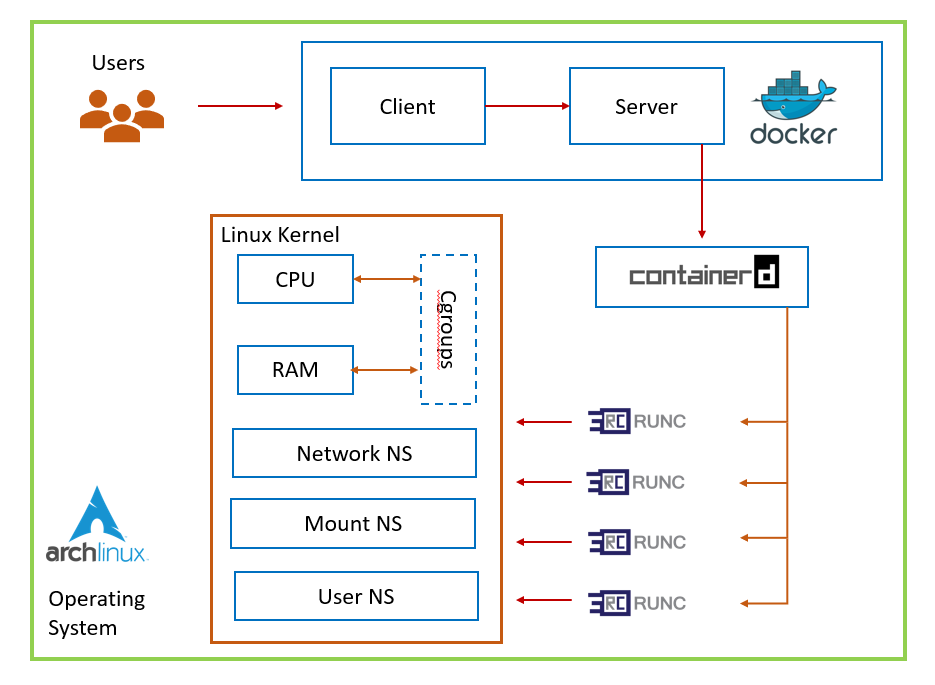 Users
Client
Server
docker
Linux Kernel
CPU
Cgroups
RAM
containerd
Network NS
Mount NS
User NS
RC RUNC
RC RUNC
RC RUNC
RC RUNC
archlinux
Operating
System